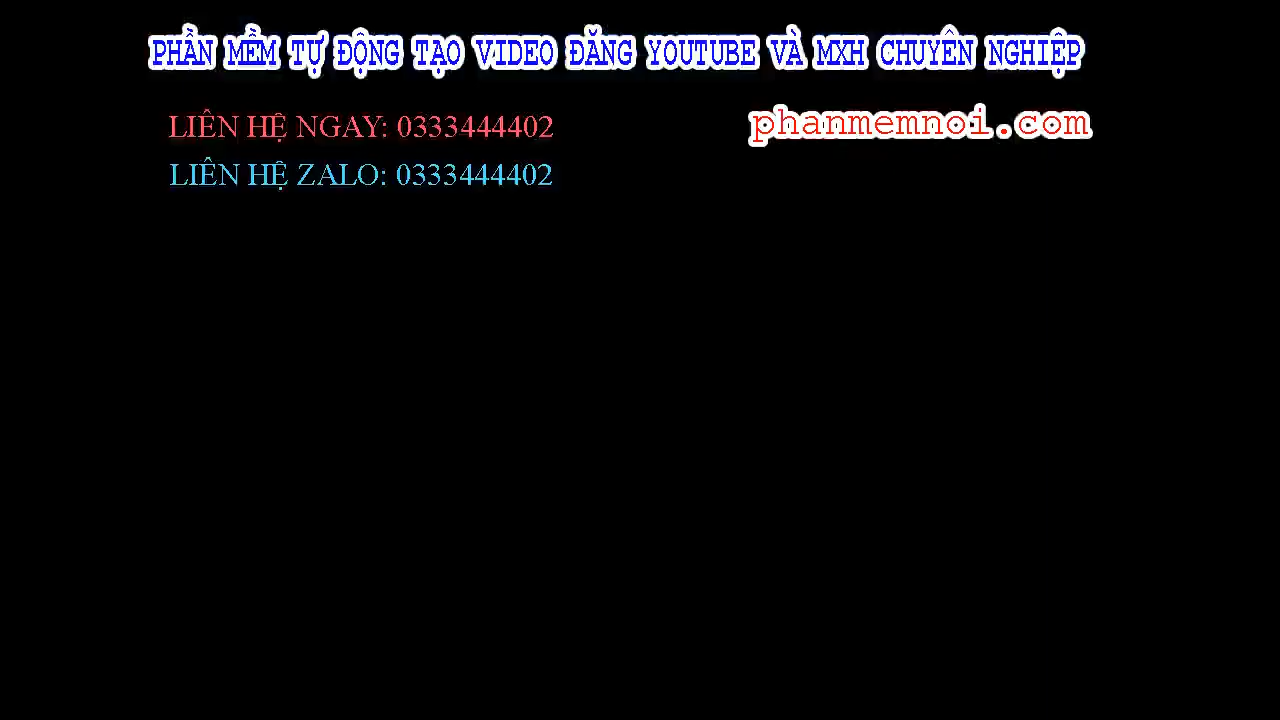 PHẦN MỀM TỰ ĐỘNG TẠO VIDEO ĐĂNG YOUTUBE VÀ MXH CHUYÊN NGHIỆP
LIÊN HỆ NGAY: 0333444402
phanmemnoi.com
LIÊN HỆ ZALO: 0333444402